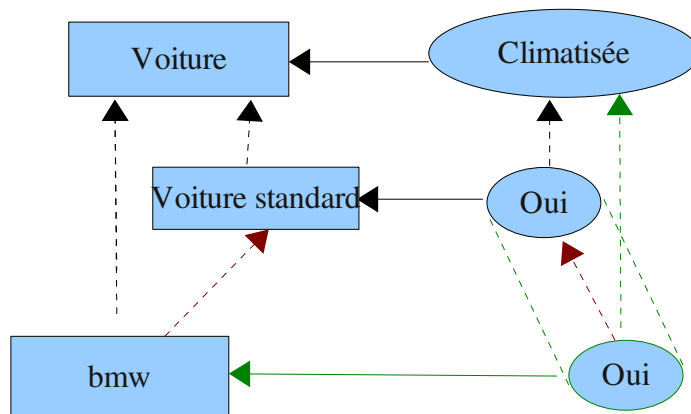 Voiture
Climatisée
Voiture standard
Oui
bmw
Oui